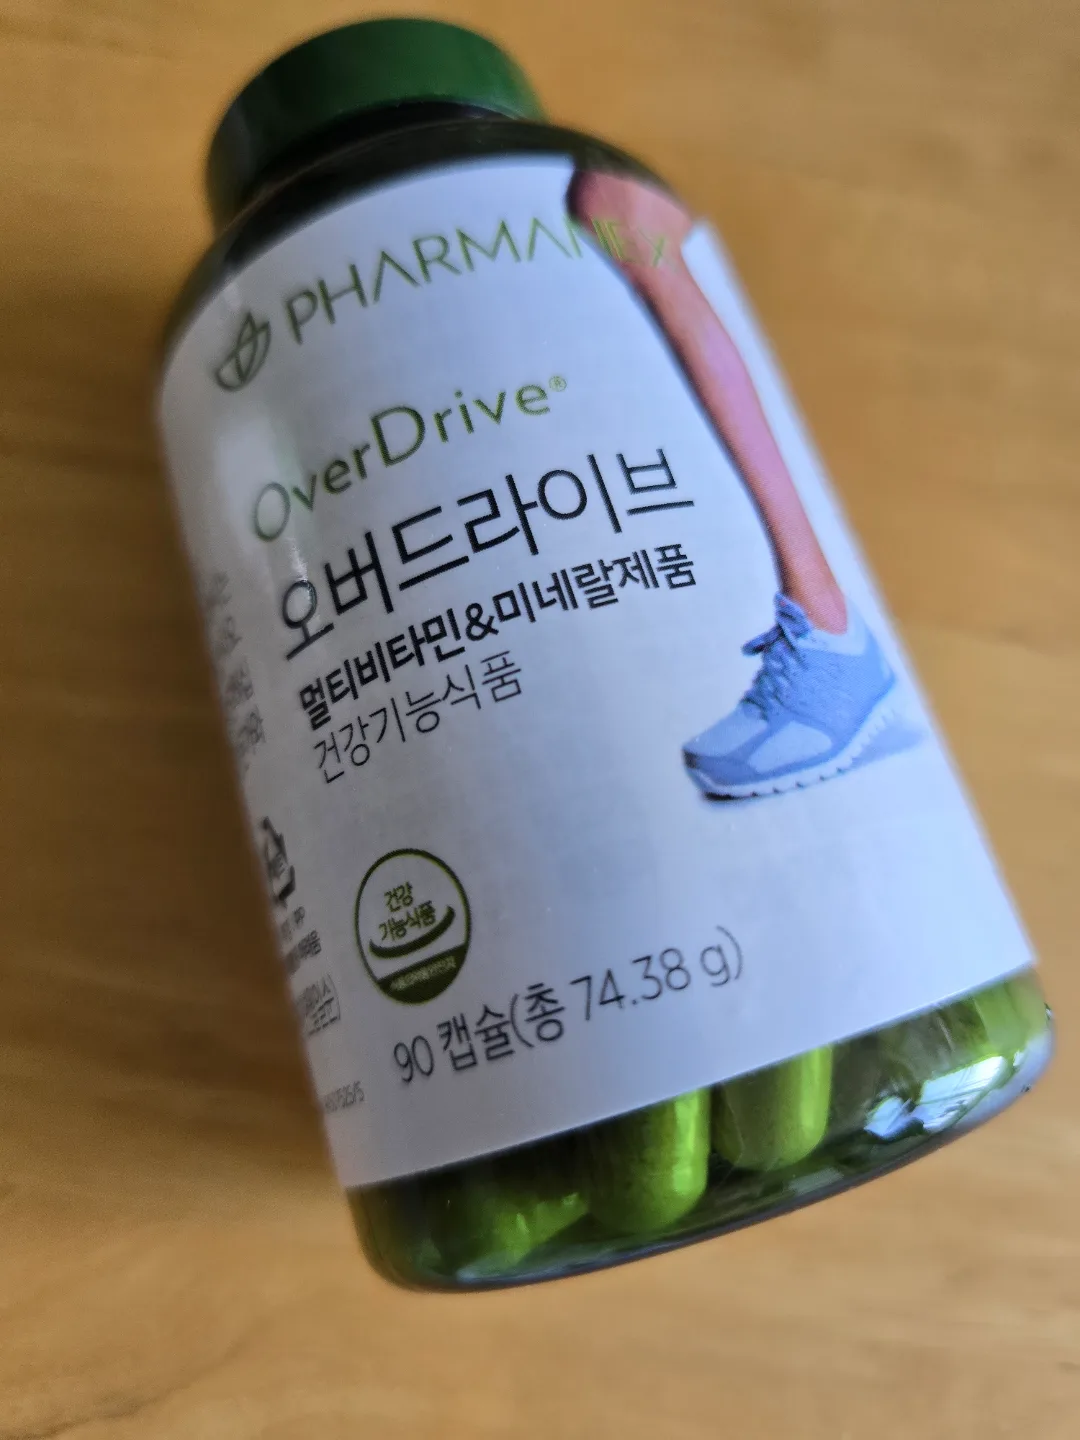 PHARMANEX
OverDrive®
오버드라이브
멀티비타민&미네랄제품
건강기능식품
건강
기능식품
90 캡슐(총 74.38 g)